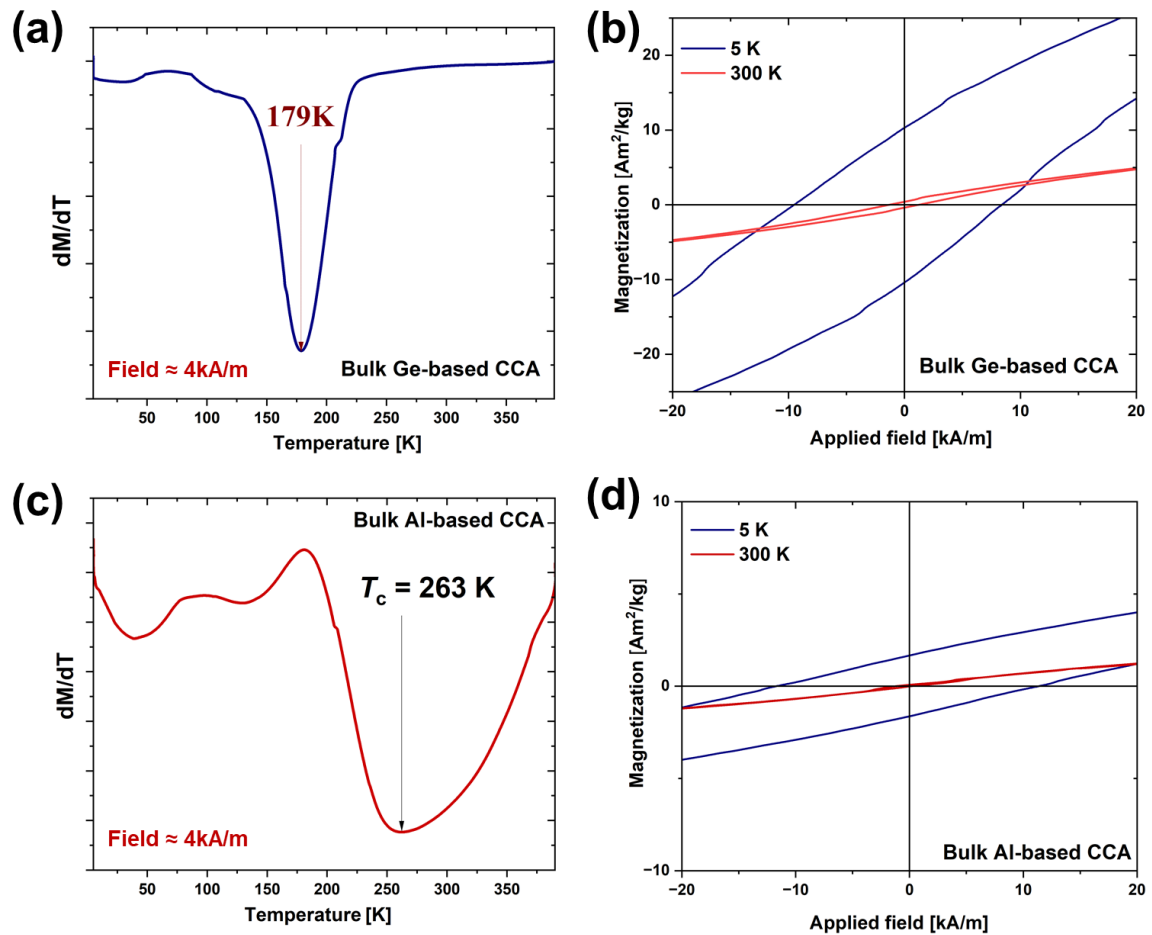 (a)
dM/dT
179K
Field ≈ 4kA/m
Bulk Ge-based CCA
50 100 150 200 250 300 350
Temperature [K]
(b)
5 K
300 K
Magnetization [Am²/kg]
20
10
0
−10
−20
Bulk Ge-based CCA
−20 −10 0 10 20
Applied field [kA/m]
(c)
Bulk Al-based CCA
dM/dT
Tc = 263 K
Field ≈ 4kA/m
50 100 150 200 250 300 350
Temperature [K]
(d)
5 K
300 K
Magnetization [Am²/kg]
10
0
−10
Bulk Al-based CCA
−20 −10 0 10 20
Applied field [kA/m]